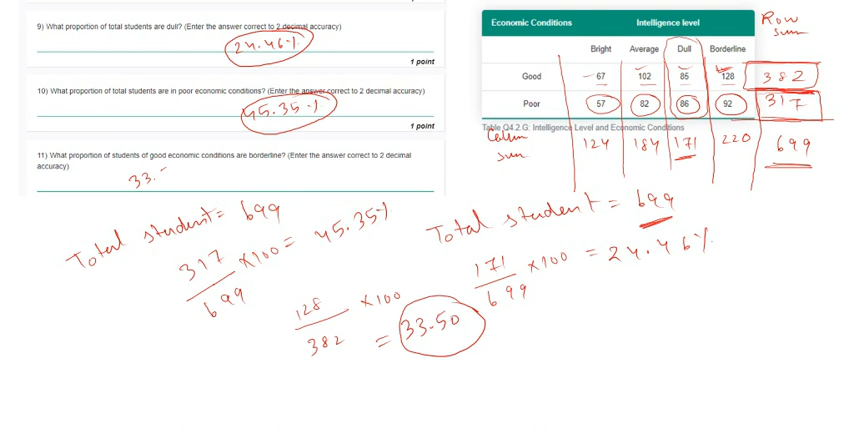 9) What proportion of total students are dull? (Enter the answer correct to 2 decimal accuracy)
24.46%
1 point
10) What proportion of total students are in poor economic conditions? (Enter the answer correct to 2 decimal accuracy)
45.35%
1 point
11) What proportion of students of good economic conditions are borderline? (Enter the answer correct to 2 decimal
accuracy)
33.
Economic Conditions Intelligence level Row
sum
Bright Average Dull Borderline
Good 67 102 85 128 382
Poor 57 82 86 92 317
Table Q4.2.G: Intelligence Level and Economic Conditions
sum 124 184 171 220 699
Total student = 699
317/699 × 100 = 45.35%
Total student = 699
171/699 × 100 = 24.46%
128/382 × 100
= 33.50